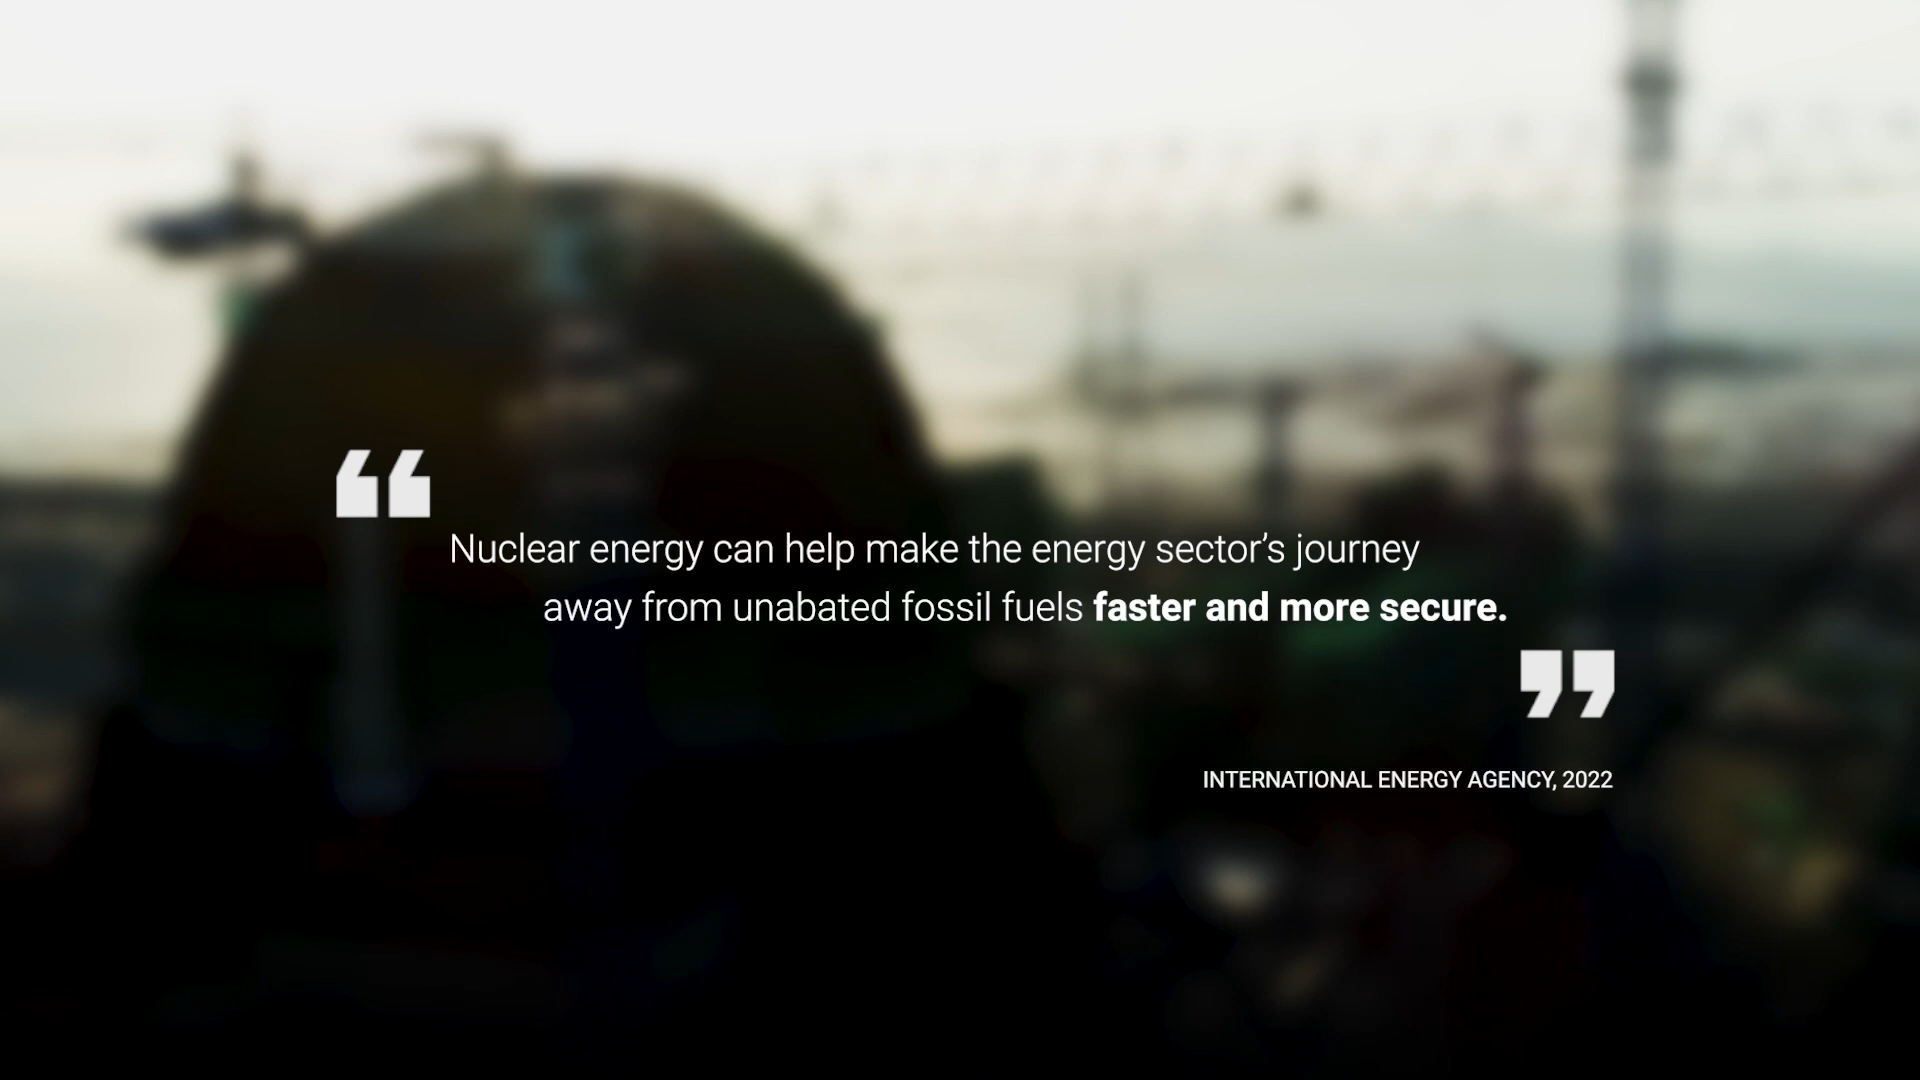 “
Nuclear energy can help make the energy sector’s journey
away from unabated fossil fuels faster and more secure.
”
INTERNATIONAL ENERGY AGENCY, 2022